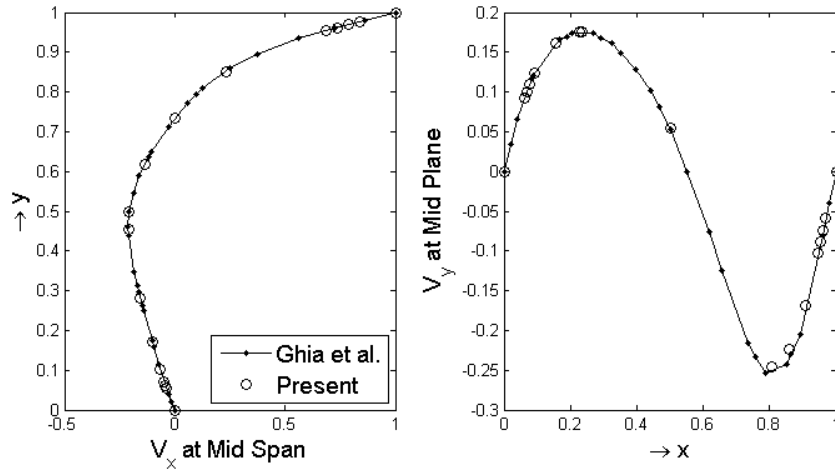 1
0.9
0.8
0.7
0.6
0.5
0.4
0.3
0.2
0.1
0
-0.5 0 0.5 1
→ y
V_x at Mid Span
Ghia et al.
Present
0.2
0.15
0.1
0.05
0
-0.05
-0.1
-0.15
-0.2
-0.25
-0.3
0 0.2 0.4 0.6 0.8 1
V_y at Mid Plane
→ x